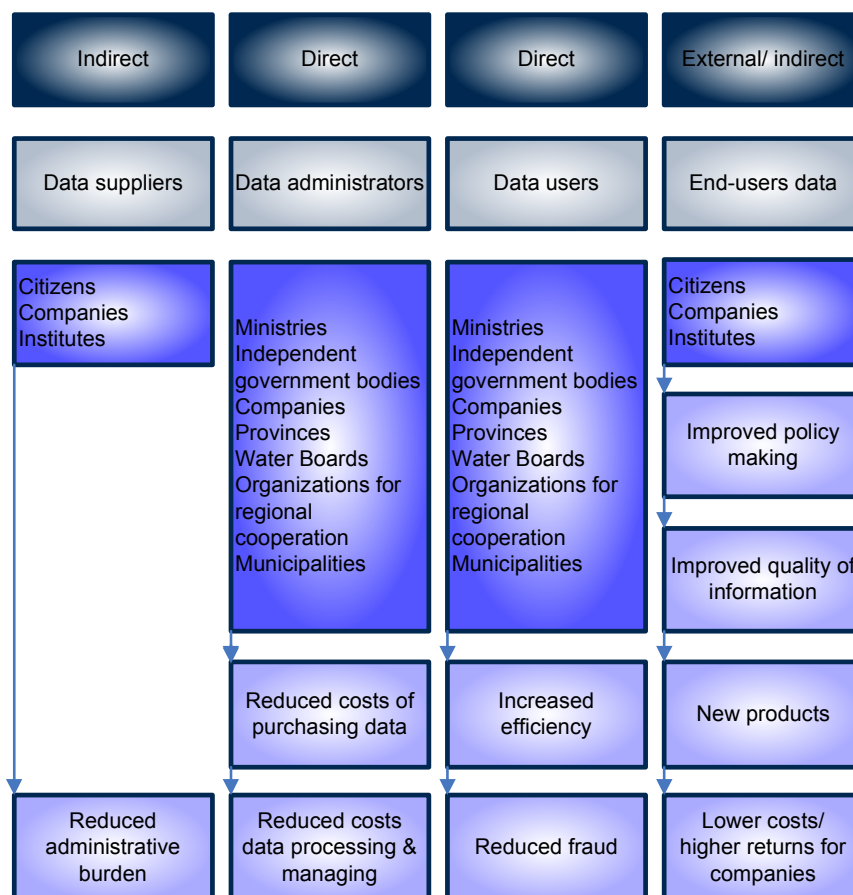 Indirect
Direct
Direct
External/ indirect
Data suppliers
Data administrators
Data users
End-users data
Citizens
Companies
Institutes
Ministries
Independent
government bodies
Companies
Provinces
Water Boards
Organizations for
regional
cooperation
Municipalities
Ministries
Independent
government bodies
Companies
Provinces
Water Boards
Organizations for
regional
cooperation
Municipalities
Citizens
Companies
Institutes
Improved policy
making
Improved quality of
information
Reduced costs of
purchasing data
Increased
efficiency
New products
Reduced
administrative
burden
Reduced costs
data processing &
managing
Reduced fraud
Lower costs/
higher returns for
companies